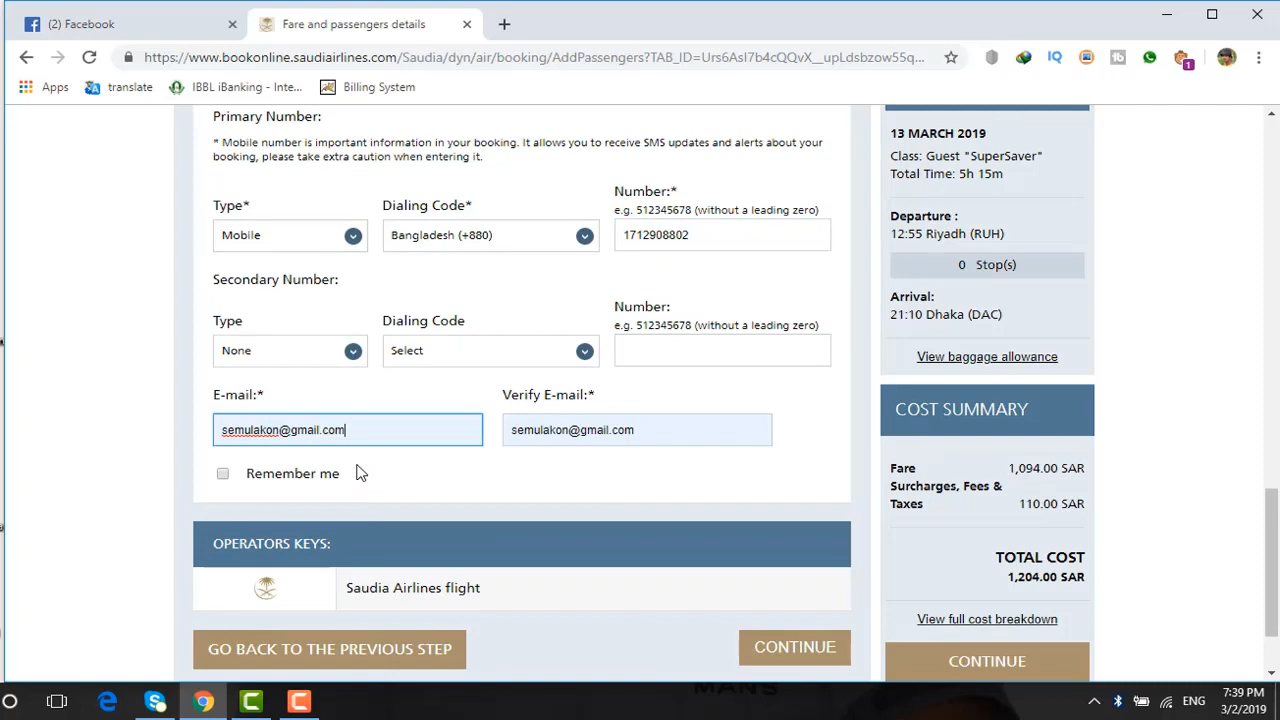 (2) Facebook
Fare and passengers details
https://www.bookonline.saudiairlines.com/Saudia/dyn/air/booking/AddPassengers?TAB_ID=Urs6AsI7b4cQQvX__upLdsbzow55q...
Apps
translate
IBBL iBanking - Inte...
Billing System
Primary Number:
* Mobile number is important information in your booking. It allows you to receive SMS updates and alerts about your
booking, please take extra caution when entering it.
Type*
Dialing Code*
Number:*
e.g. 512345678 (without a leading zero)
Mobile
Bangladesh (+880)
1712908802
Secondary Number:
Type
Dialing Code
Number:
e.g. 512345678 (without a leading zero)
None
Select
E-mail:*
Verify E-mail:*
semulakon@gmail.com
semulakon@gmail.com
Remember me
OPERATORS KEYS:
Saudia Airlines flight
GO BACK TO THE PREVIOUS STEP
CONTINUE
13 MARCH 2019
Class: Guest "SuperSaver"
Total Time: 5h 15m
Departure :
12:55 Riyadh (RUH)
0 Stop(s)
Arrival:
21:10 Dhaka (DAC)
View baggage allowance
COST SUMMARY
Fare 1,094.00 SAR
Surcharges, Fees &
Taxes 110.00 SAR
TOTAL COST
1,204.00 SAR
View full cost breakdown
CONTINUE
IQ
1
MANS
ENG
7:39 PM
3/2/2019